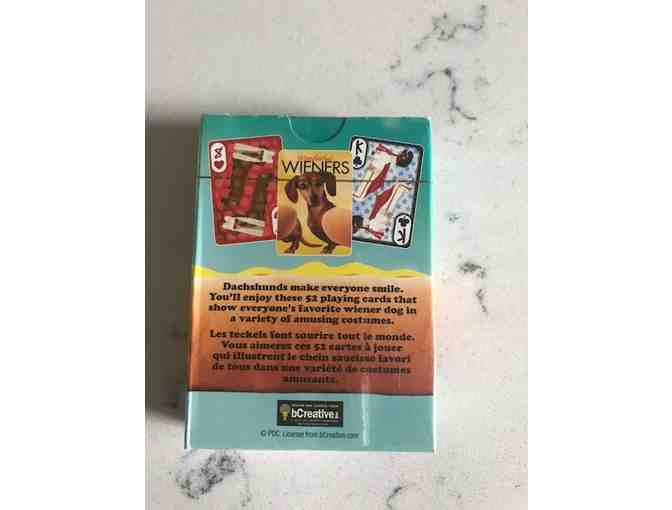 WIENERS
K
K
Dachshunds make everyone smile.
You'll enjoy these 52 playing cards that
show everyone's favorite wiener dog in
a variety of amusing costumes.
Les teckels font sourire tout le monde.
Vous aimerez ces 52 cartes à jouer
qui illustrent le chein saucisse favori
de tous dans une variété de costumes
amusants.
bCreative
© PDC. License from bCreative.com